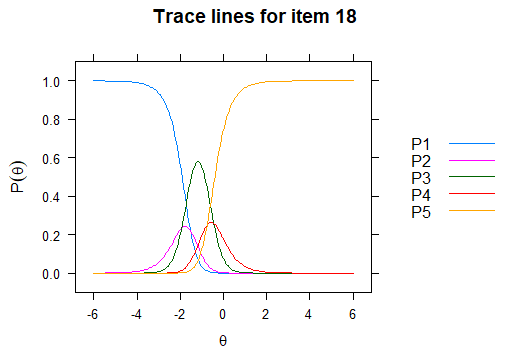 Trace lines for item 18
1.0
0.8
0.6
0.4
0.2
0.0
P(θ)
-6 -4 -2 0 2 4 6
θ
P1
P2
P3
P4
P5